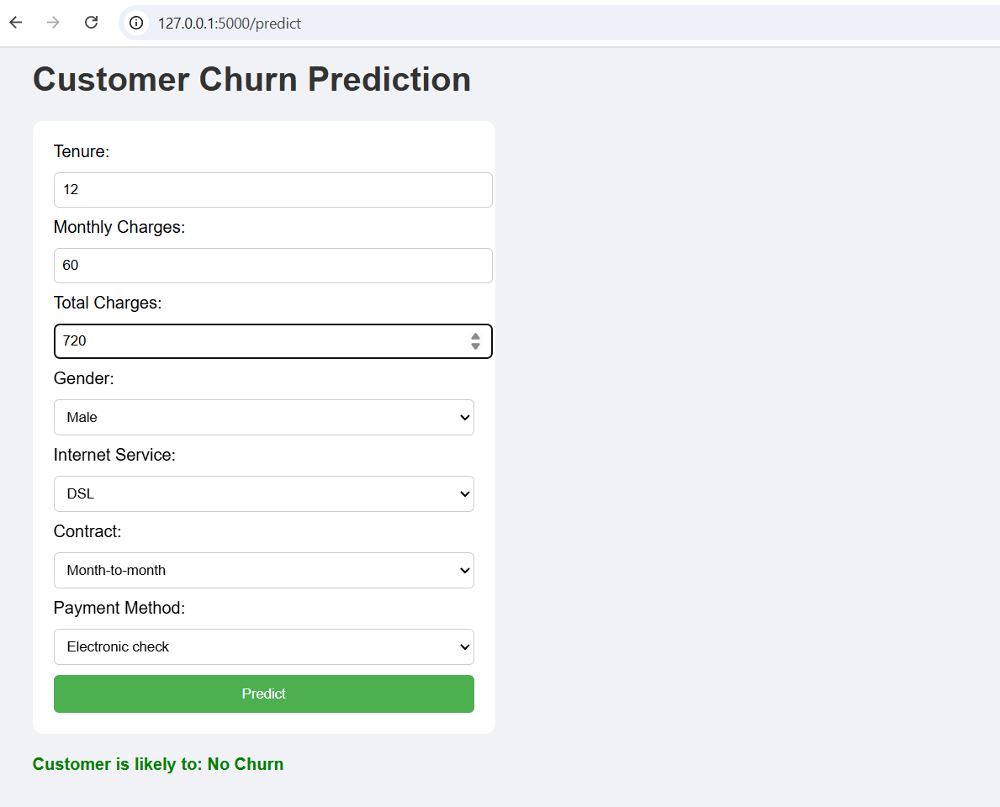 127.0.0.1:5000/predict
Customer Churn Prediction
Tenure:
12
Monthly Charges:
60
Total Charges:
720
Gender:
Male
Internet Service:
DSL
Contract:
Month-to-month
Payment Method:
Electronic check
Predict
Customer is likely to: No Churn